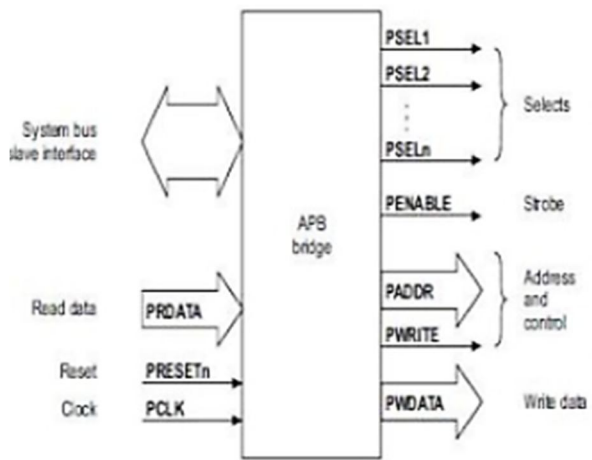 PSEL1
PSEL2
Selects
System bus
slave interface
PSELn
PENABLE
Strobe
APB
bridge
Address
and
control
PADDR
Read data
PRDATA
PWRITE
Reset
PRESETn
Clock
PCLK
PWDATA
Write data